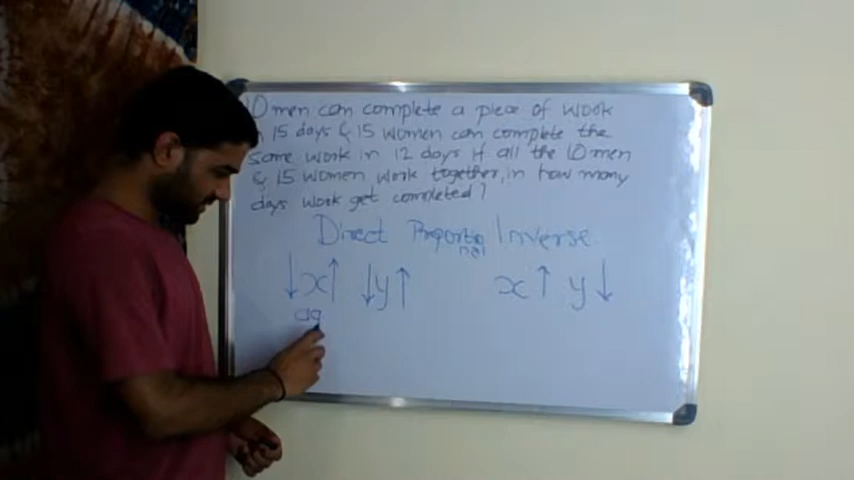 10 men can complete a piece of work
in 15 days & 15 women can complete the
same work in 12 days if all the 10 men
& 15 women work together, in how many
days work get completed?
Direct Proportional Inverse
↓ x ↑ ↓ y ↑ x ↑ y ↓